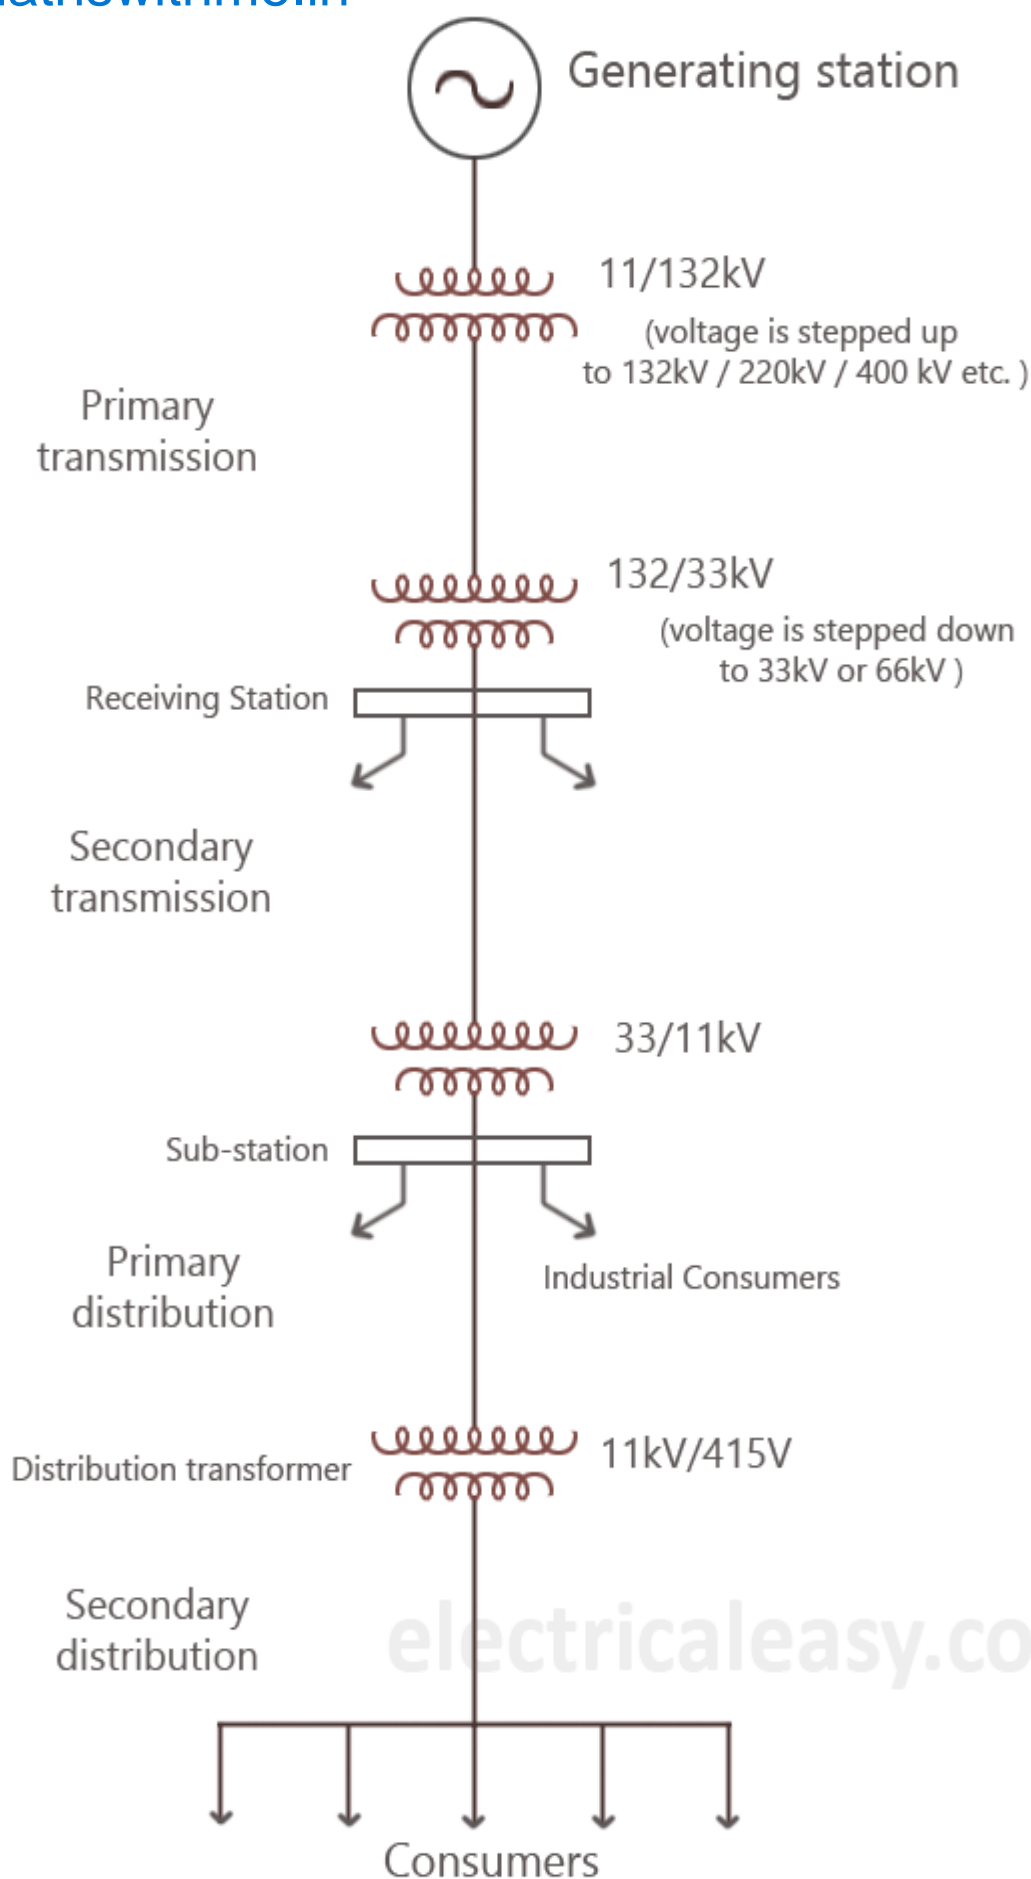 Generating station
11/132kV
(voltage is stepped up
to 132kV / 220kV / 400 kV etc. )
Primary
transmission
132/33kV
(voltage is stepped down
to 33kV or 66kV )
Receiving Station
Secondary
transmission
33/11kV
Sub-station
Primary
distribution
Industrial Consumers
Distribution transformer
11kV/415V
Secondary
distribution
electricaleasy.co
Consumers